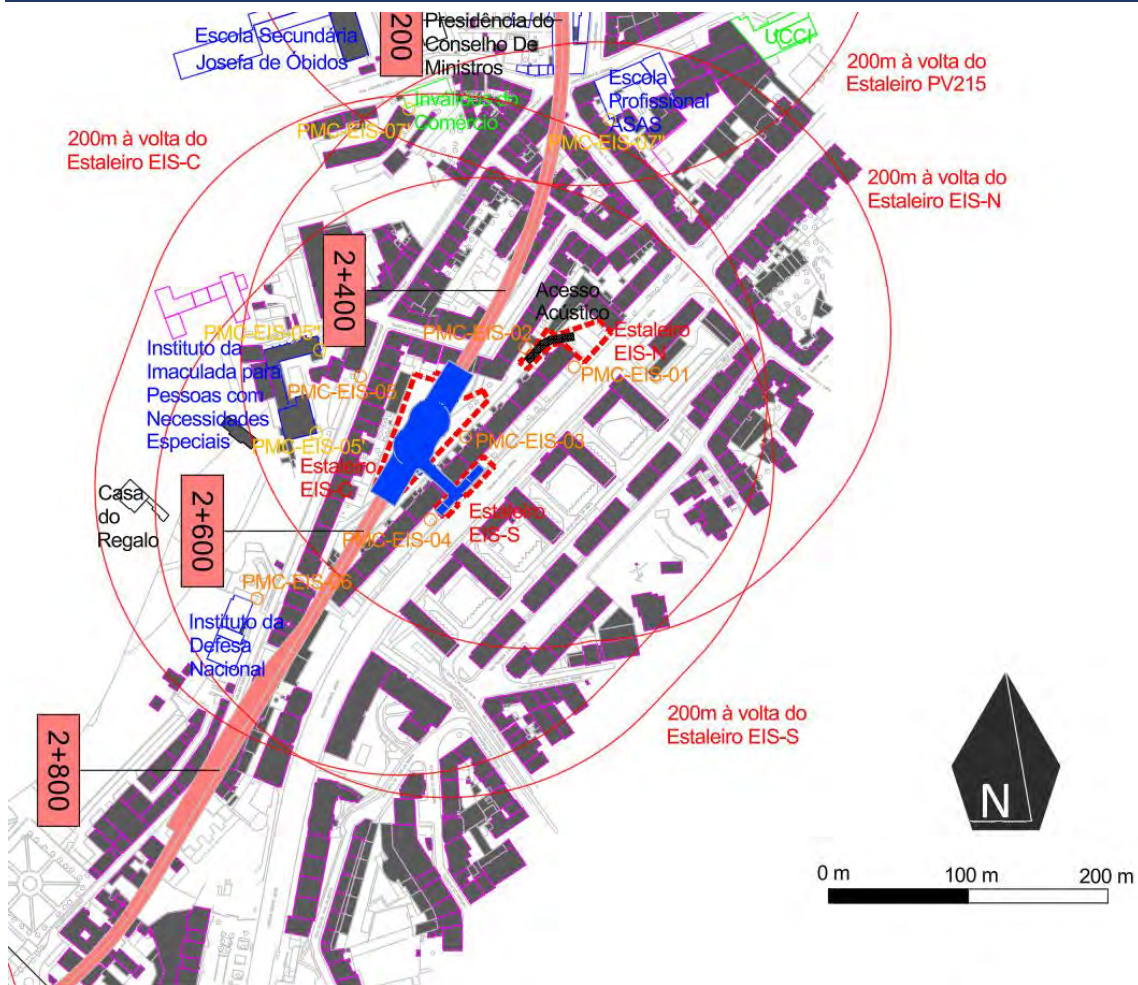 200
Presidência do
Conselho De
Ministros
Escola Secundária
Josefa de Óbidos
UCCI
200m à volta do
Estaleiro PV215
Escola
Profissional
ASAS
Inválidos do
Comércio
PMC-EIS-07'
PMC-EIS-07"
200m à volta do
Estaleiro EIS-C
200m à volta do
Estaleiro EIS-N
2+400
Acesso
Acústico
PMC-EIS-02
Estaleiro
EIS-N
PMC-EIS-01
PMC-EIS-05"
Instituto da
Imaculada para
Pessoas com
Necessidades
Especiais
PMC-EIS-05
PMC-EIS-05'
PMC-EIS-03
Estaleiro
EIS-C
Casa
do
Regalo
2+600
Estaleiro
EIS-S
PMC-EIS-04
PMC-EIS-06
Instituto da
Defesa
Nacional
200m à volta do
Estaleiro EIS-S
2+800
N
0 m
100 m
200 m